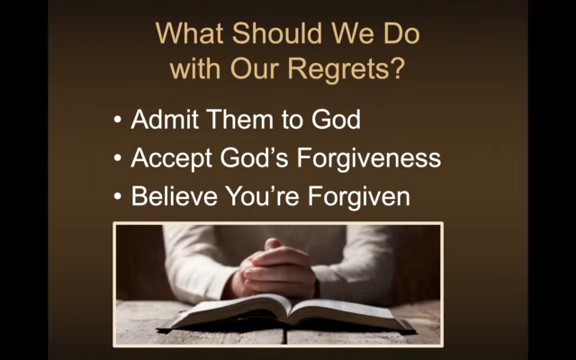 What Should We Do
with Our Regrets?
• Admit Them to God
• Accept God's Forgiveness
• Believe You're Forgiven